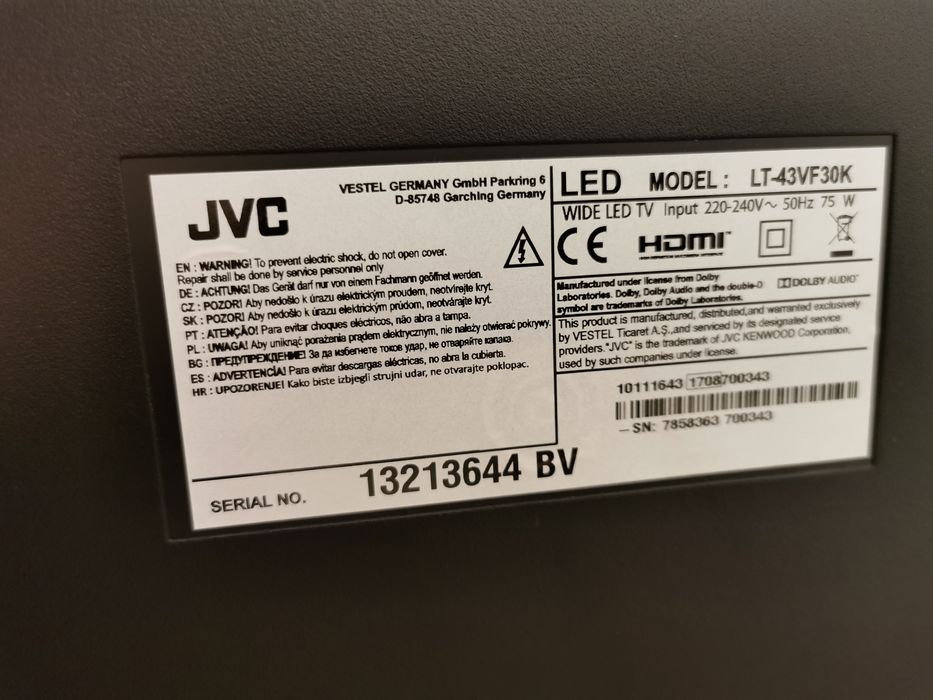 JVC
VESTEL GERMANY GmbH Parkring 6
D-85748 Garching Germany
EN : WARNING! To prevent electric shock, do not open cover.
Repair shall be done by service personnel only
DE : ACHTUNG! Das Gerät darf nur von einem Fachmann geöffnet werden.
CZ : POZOR! Aby nedošlo k úrazu elektrickým proudem, neotvírejte kryt.
SK : POZOR! Aby nedošlo k úrazu elektrickým prúdom, neotvárajte kryt.
PT : ATENÇÃO! Para evitar choques eléctricos, não abra a tampa.
PL : UWAGA! Aby uniknąć porażenia prądem elektrycznym, nie należy otwierać pokrywy.
BG : ПРЕДУПРЕЖДЕНИЕ! За да избегнете токов удар, не отваряйте капака.
ES : ADVERTENCIA! Para evitar descargas eléctricas, no abra la cubierta.
HR : UPOZORENJE! Kako biste izbjegli strujni udar, ne otvarajte poklopac.
SERIAL NO. 13213644 BV
LED MODEL : LT-43VF30K
WIDE LED TV Input 220-240V~ 50Hz 75 W
CE HDMI™
HIGH-DEFINITION MULTIMEDIA INTERFACE
Manufactured under license from Dolby
Laboratories. Dolby, Dolby Audio and the double-D
symbol are trademarks of Dolby Laboratories.
DOLBY AUDIO™
This product is manufactured, distributed,and warranted exclusively
by VESTEL Ticaret A.Ş.,and serviced by its designated service
providers. "JVC" is the trademark of JVC KENWOOD Corporation,
used by such companies under license.
10111643 1708700343
SN: 7858363 700343